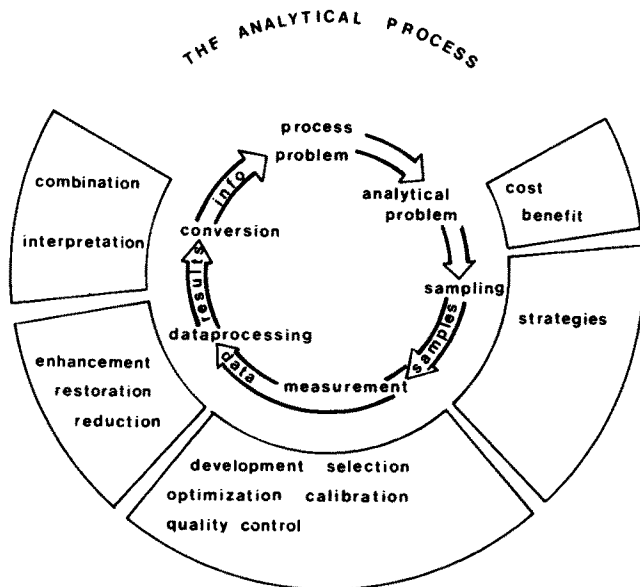 THE ANALYTICAL PROCESS
process
problem
analytical
problem
sampling
samples
measurement
data
dataprocessing
results
conversion
info
cost
benefit
strategies
development selection
optimization calibration
quality control
enhancement
restoration
reduction
combination
interpretation